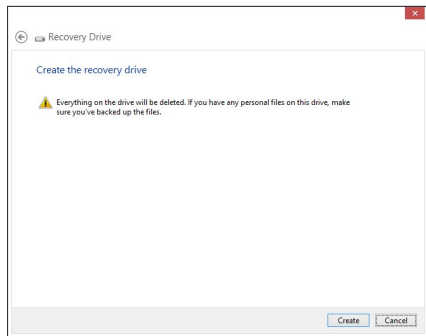 Recovery Drive
Create the recovery drive
Everything on the drive will be deleted. If you have any personal files on this drive, make
sure you've backed up the files.
Create Cancel